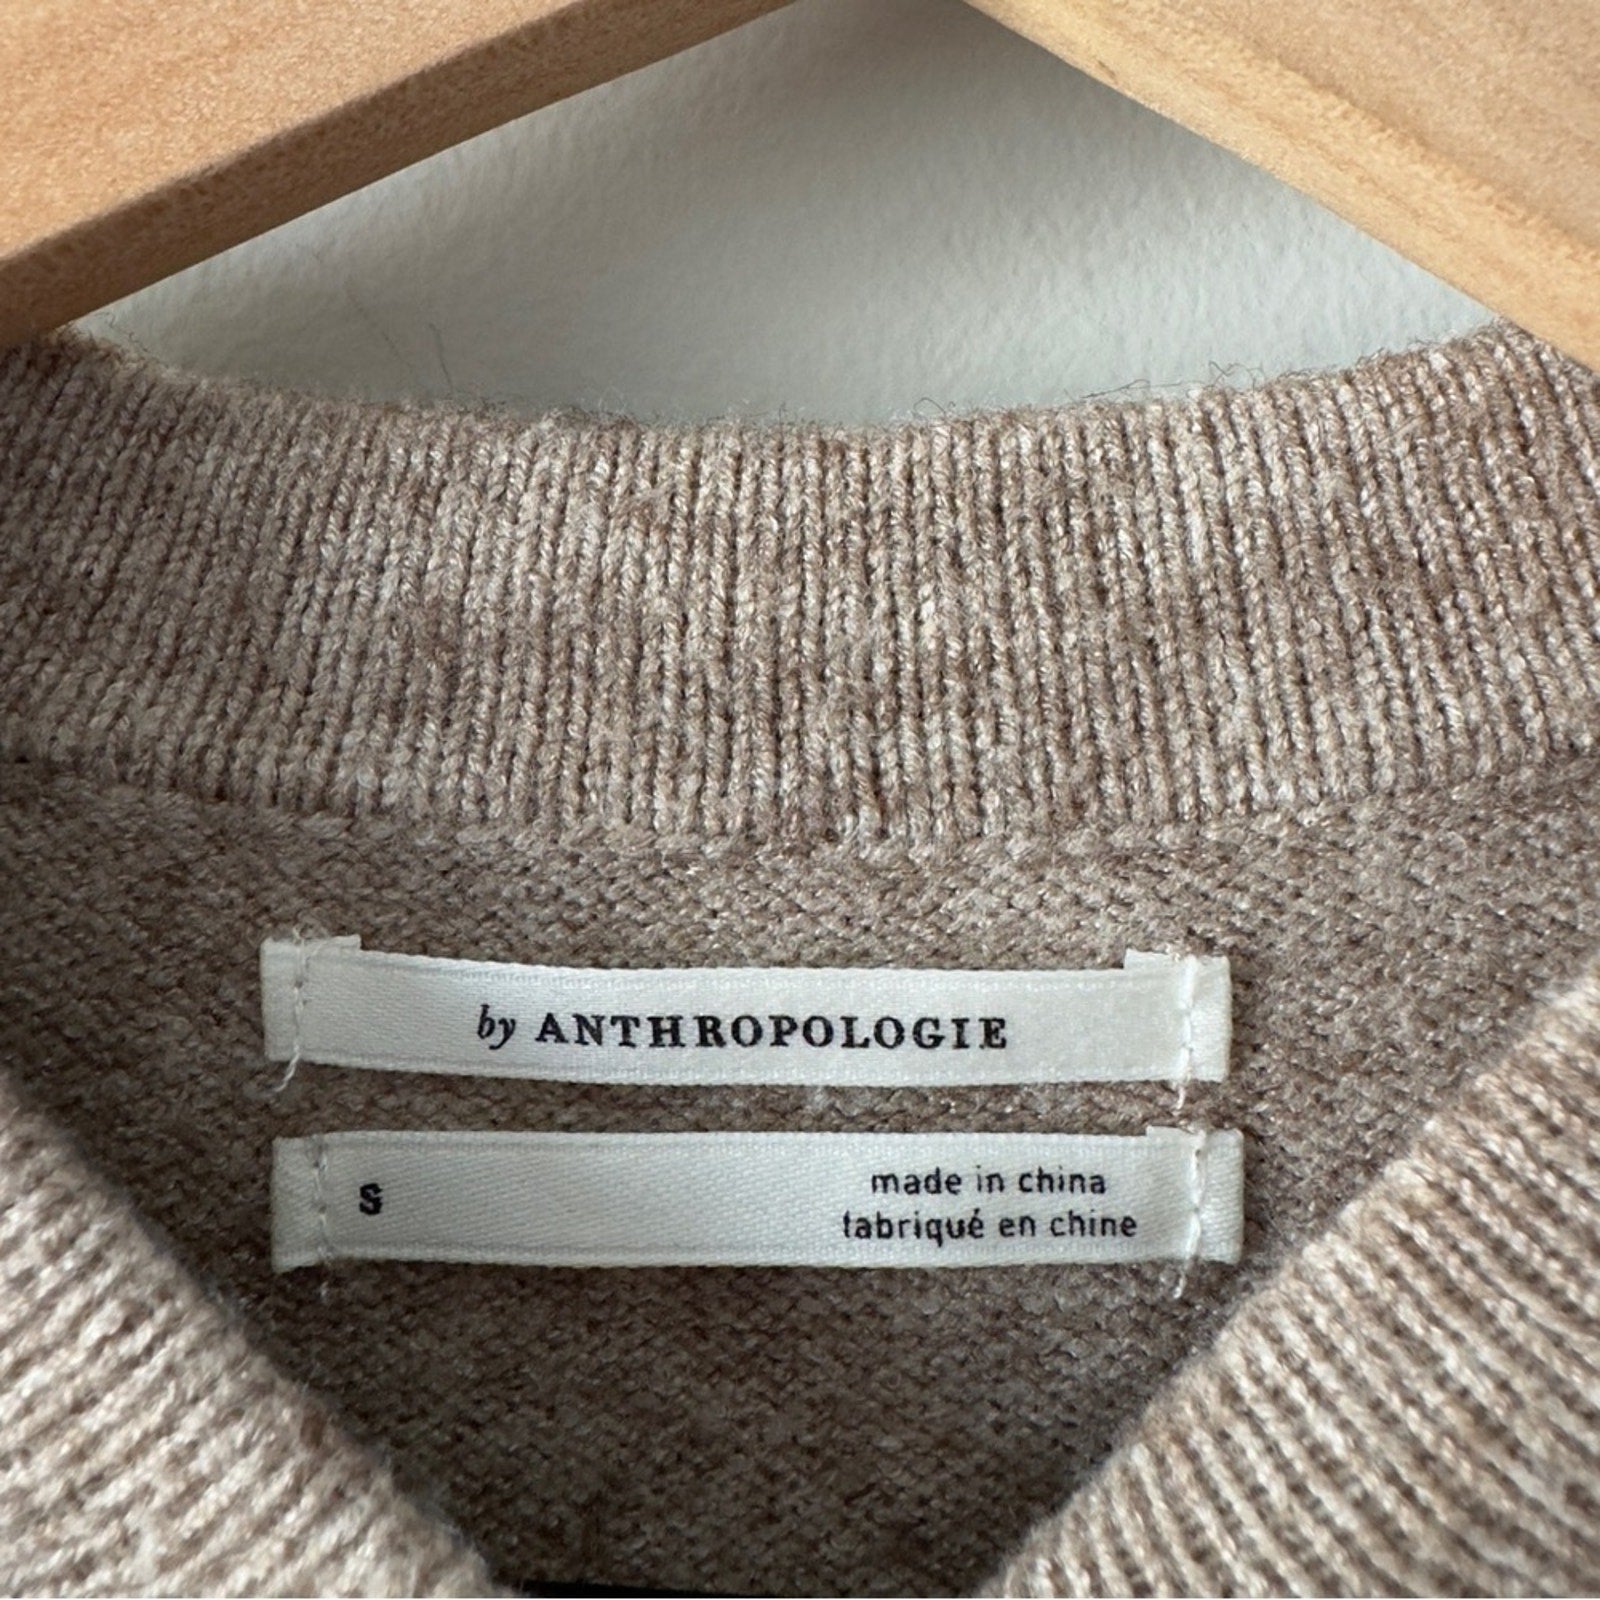 by ANTHROPOLOGIE
S
made in china
fabriqué en chine